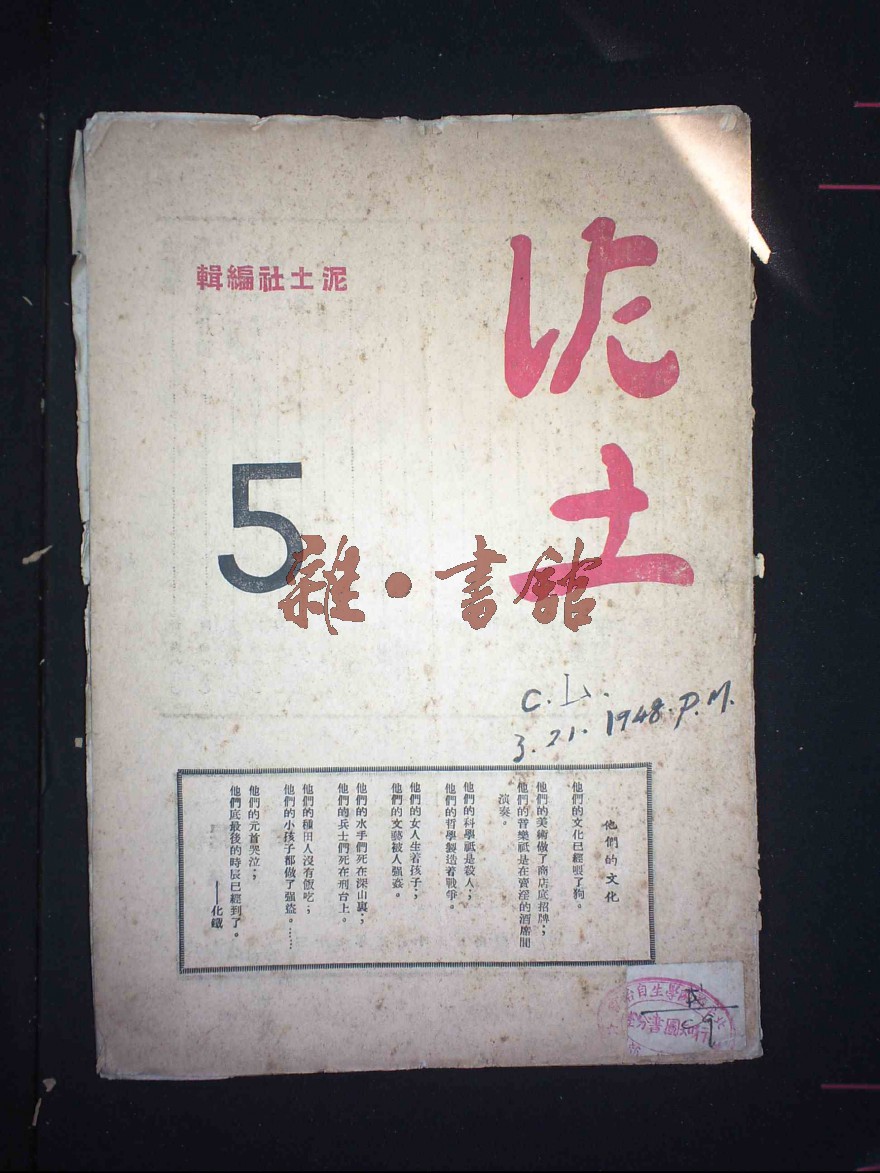 泥土
泥土社編輯
5
雜·書館
C.L.
3.21.1948.P.M.
他們的文化
他們的文化已經喂了狗。
他們的美術做了商店底招牌；
他們的音樂祗是在賣淫的酒席間
演奏。
他們的科學祗是殺人；
他們的哲學製造着戰爭。
他們的女人生着孩子；
他們的文藝被人強姦。
他們的水手們死在深山裏；
他們的兵士們死在刑台上。
他們的種田人沒有飯吃；
他們的小孩子都做了強盜。……
他們的元首哭泣；
他們底最後的時辰已經到了。
——化鐵